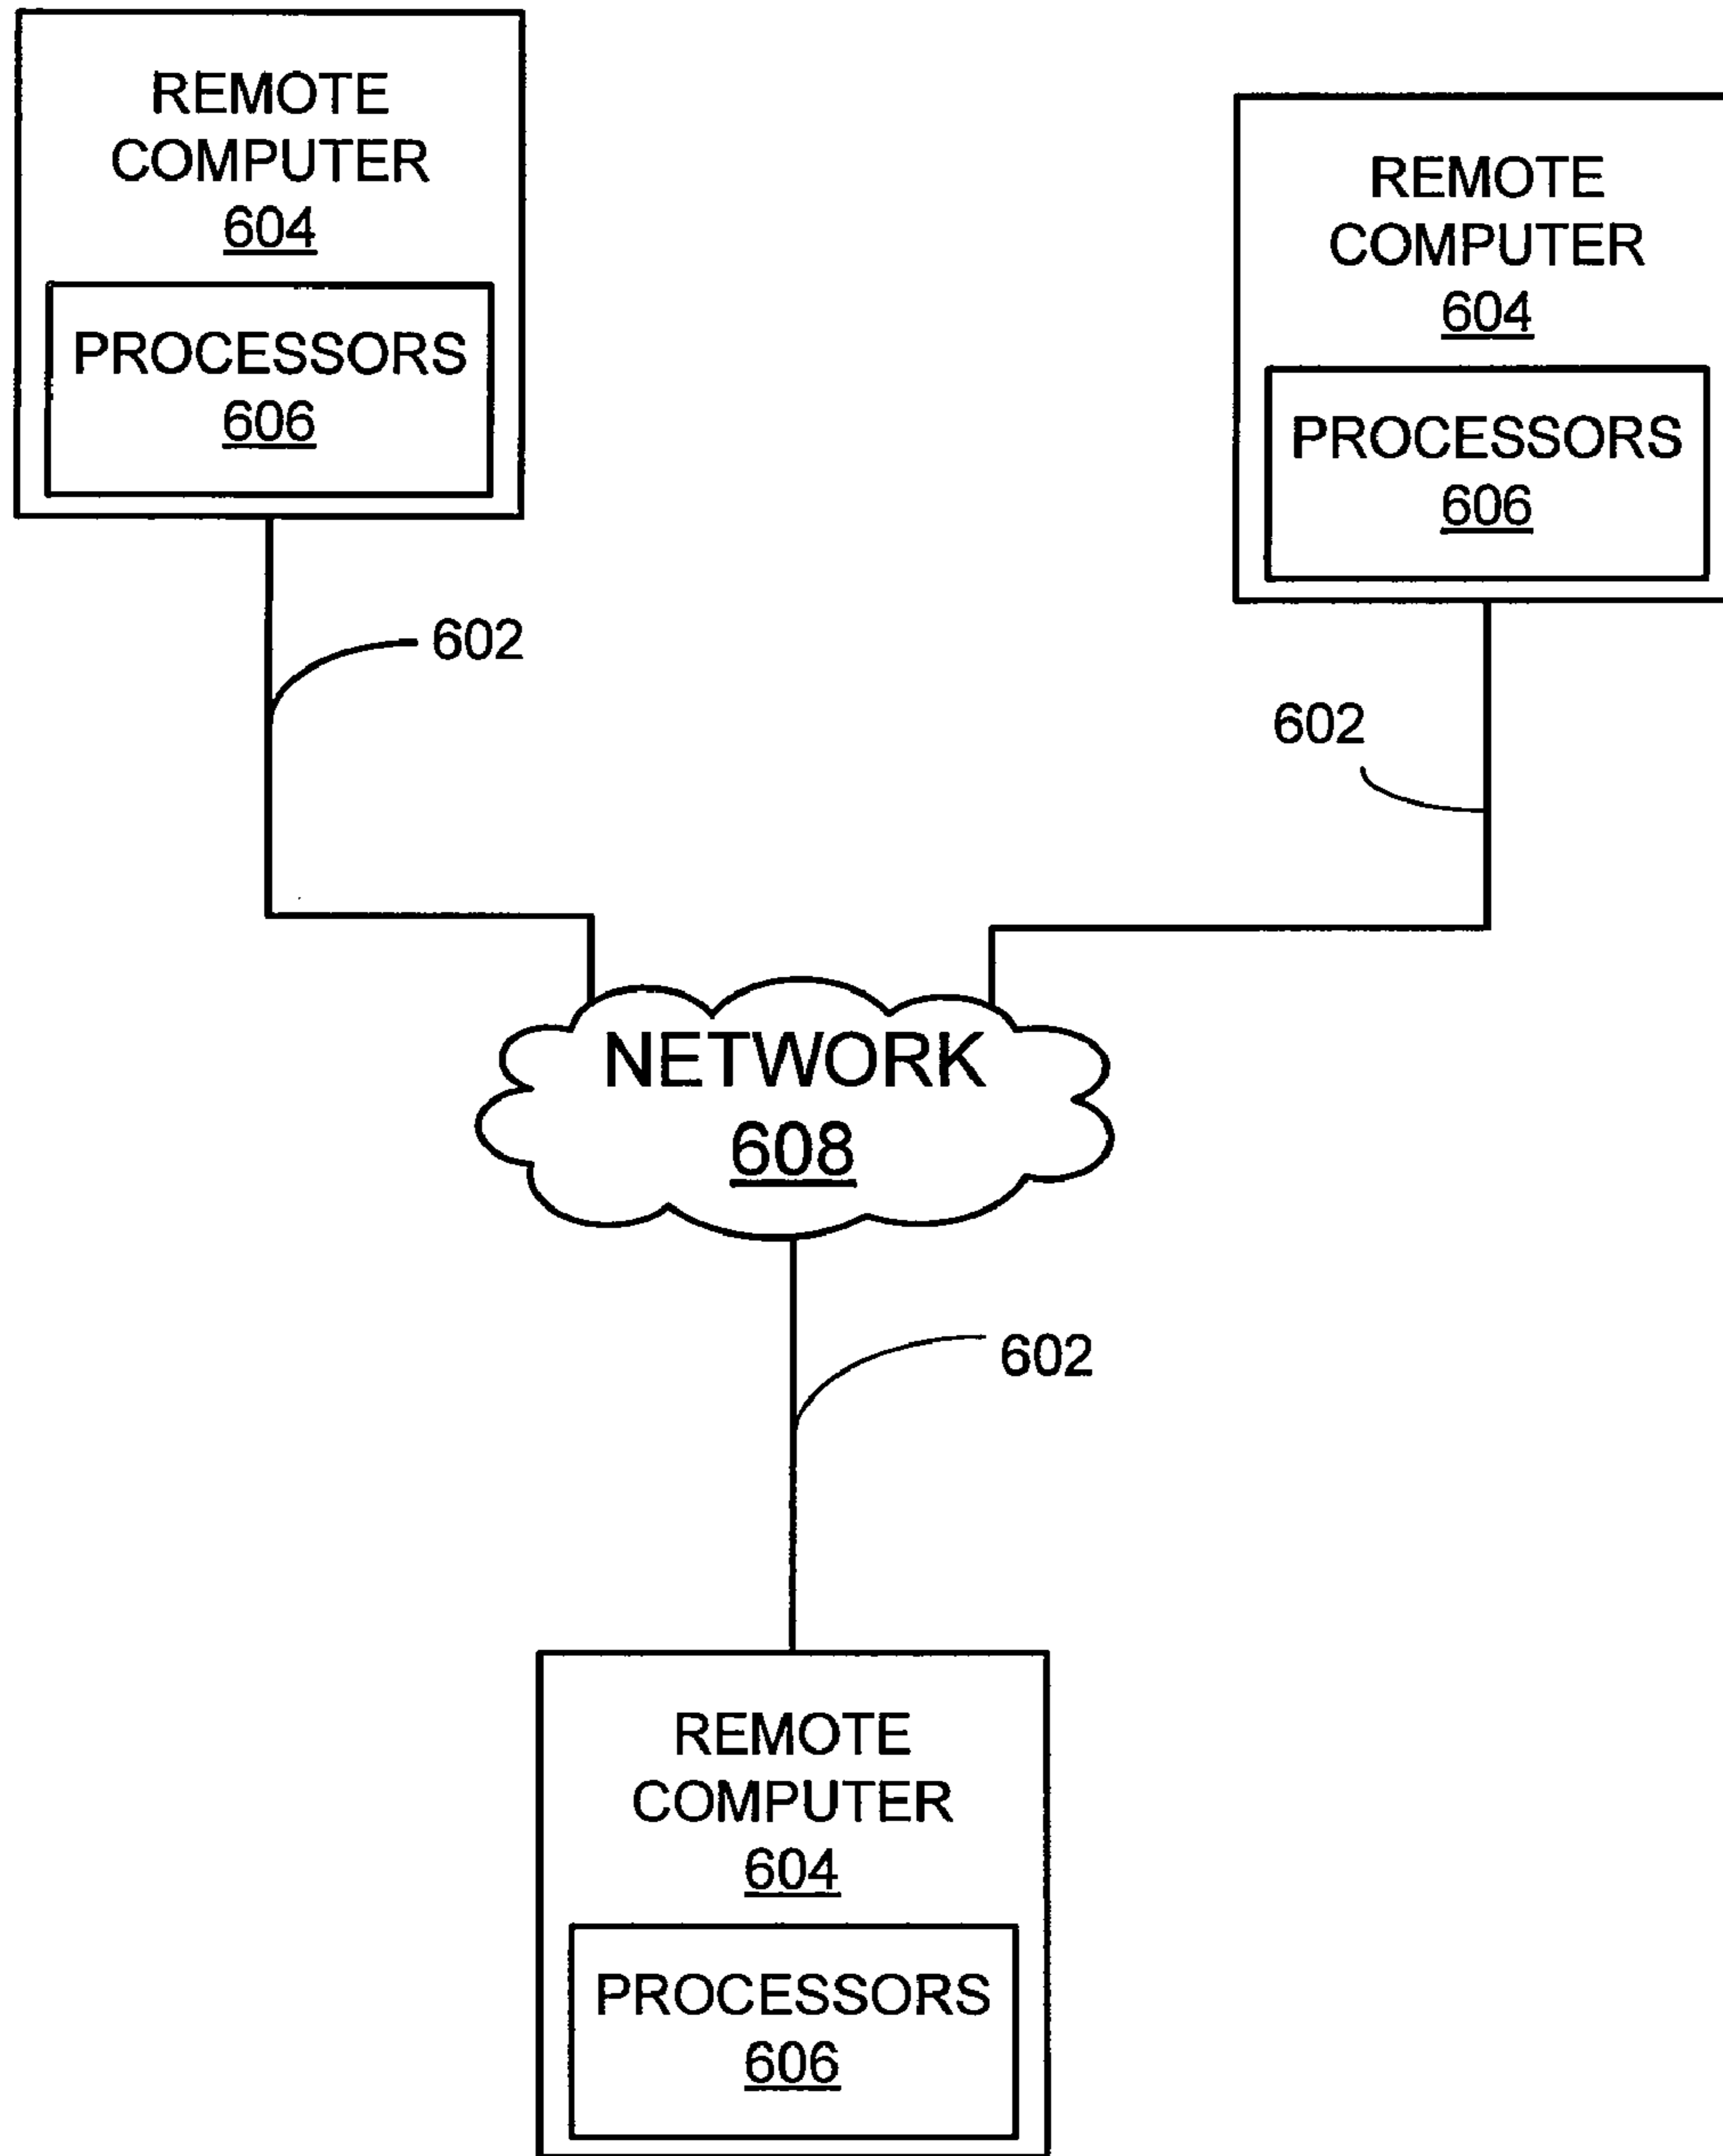 REMOTE
COMPUTER
604
PROCESSORS
606
REMOTE
COMPUTER
604
PROCESSORS
606
602
602
NETWORK
608
602
REMOTE
COMPUTER
604
PROCESSORS
606